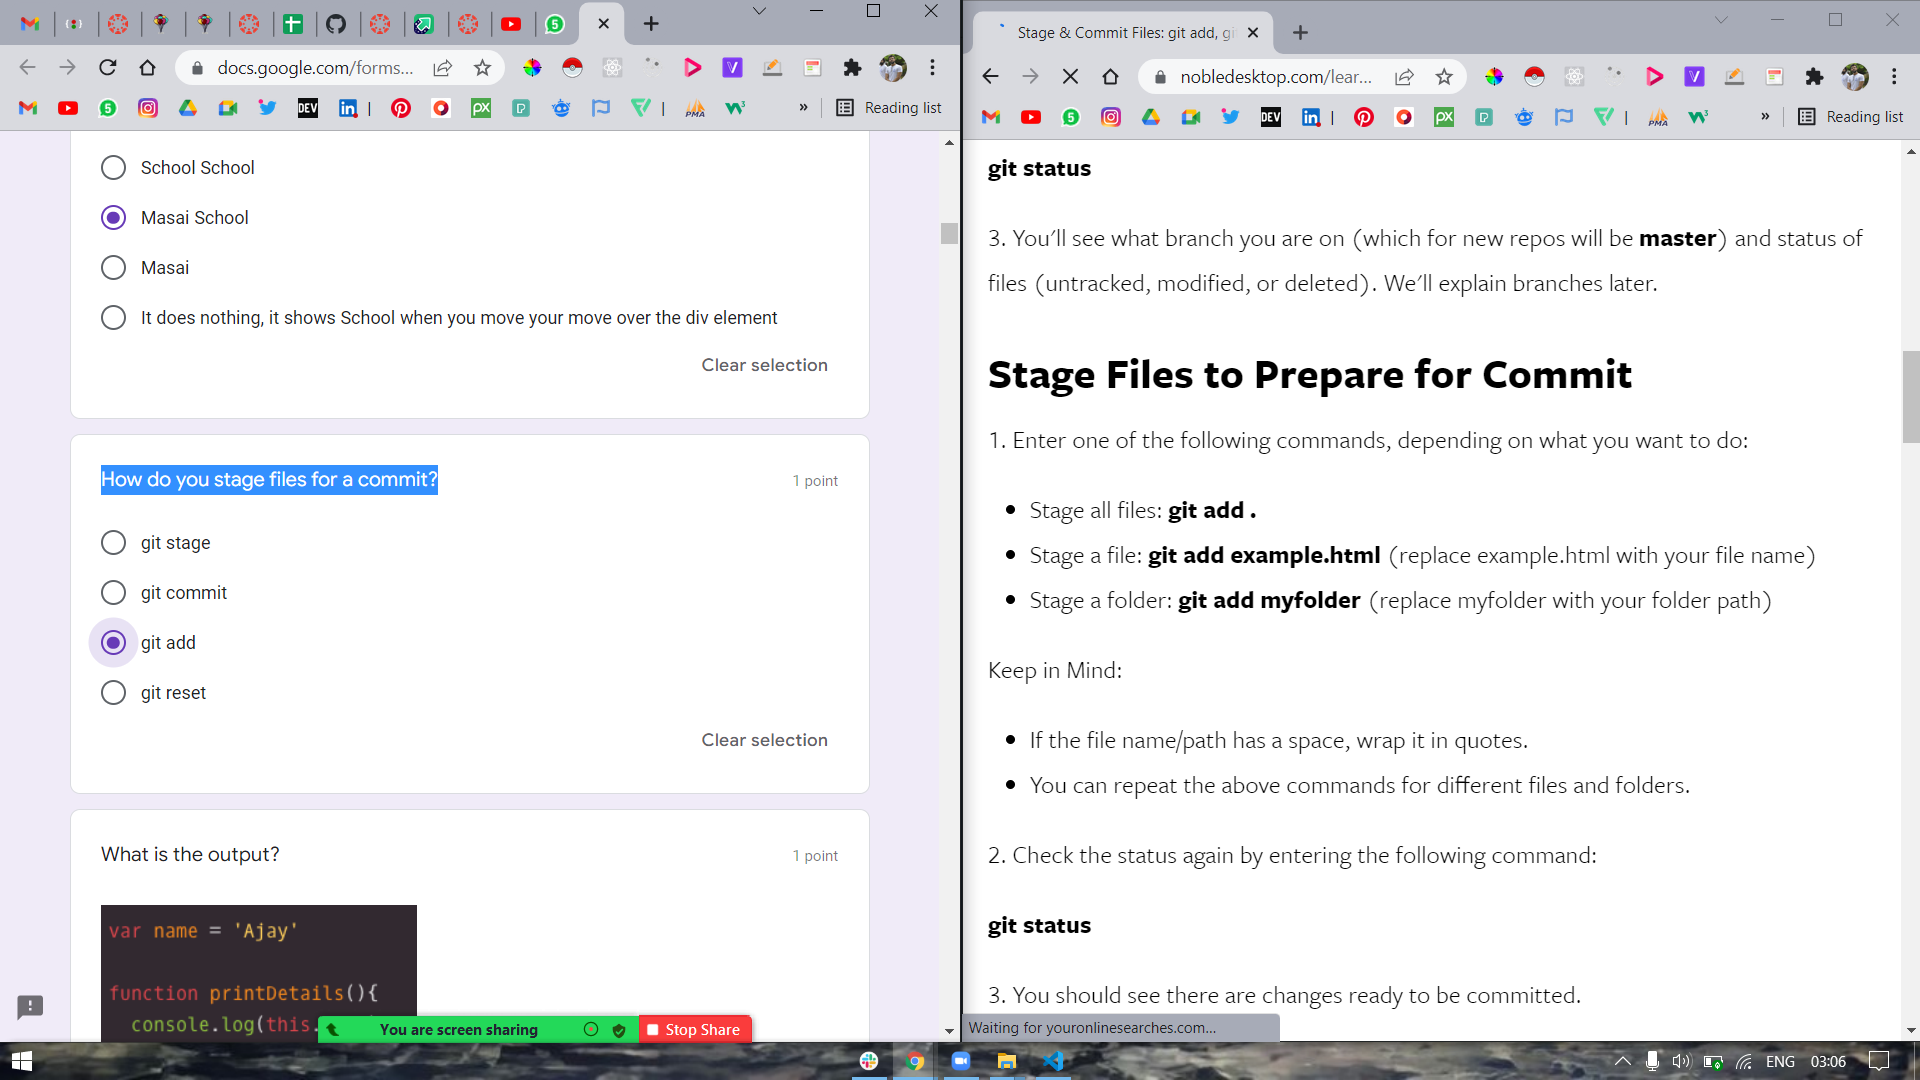 docs.google.com/forms...
Reading list
School School
Masai School
Masai
It does nothing, it shows School when you move your move over the div element
Clear selection
How do you stage files for a commit?
1 point
git stage
git commit
git add
git reset
Clear selection
What is the output?
1 point
var name = 'Ajay'
function printDetails(){
console.log(this.
You are screen sharing
Stop Share
Stage & Commit Files: git add, gi
nobledesktop.com/lear...
DEV
PMA
Reading list
git status
3. You'll see what branch you are on (which for new repos will be master) and status of
files (untracked, modified, or deleted). We'll explain branches later.
Stage Files to Prepare for Commit
1. Enter one of the following commands, depending on what you want to do:
• Stage all files: git add .
• Stage a file: git add example.html (replace example.html with your file name)
• Stage a folder: git add myfolder (replace myfolder with your folder path)
Keep in Mind:
• If the file name/path has a space, wrap it in quotes.
• You can repeat the above commands for different files and folders.
2. Check the status again by entering the following command:
git status
3. You should see there are changes ready to be committed.
Waiting for youronlinesearches.com...
ENG
03:06